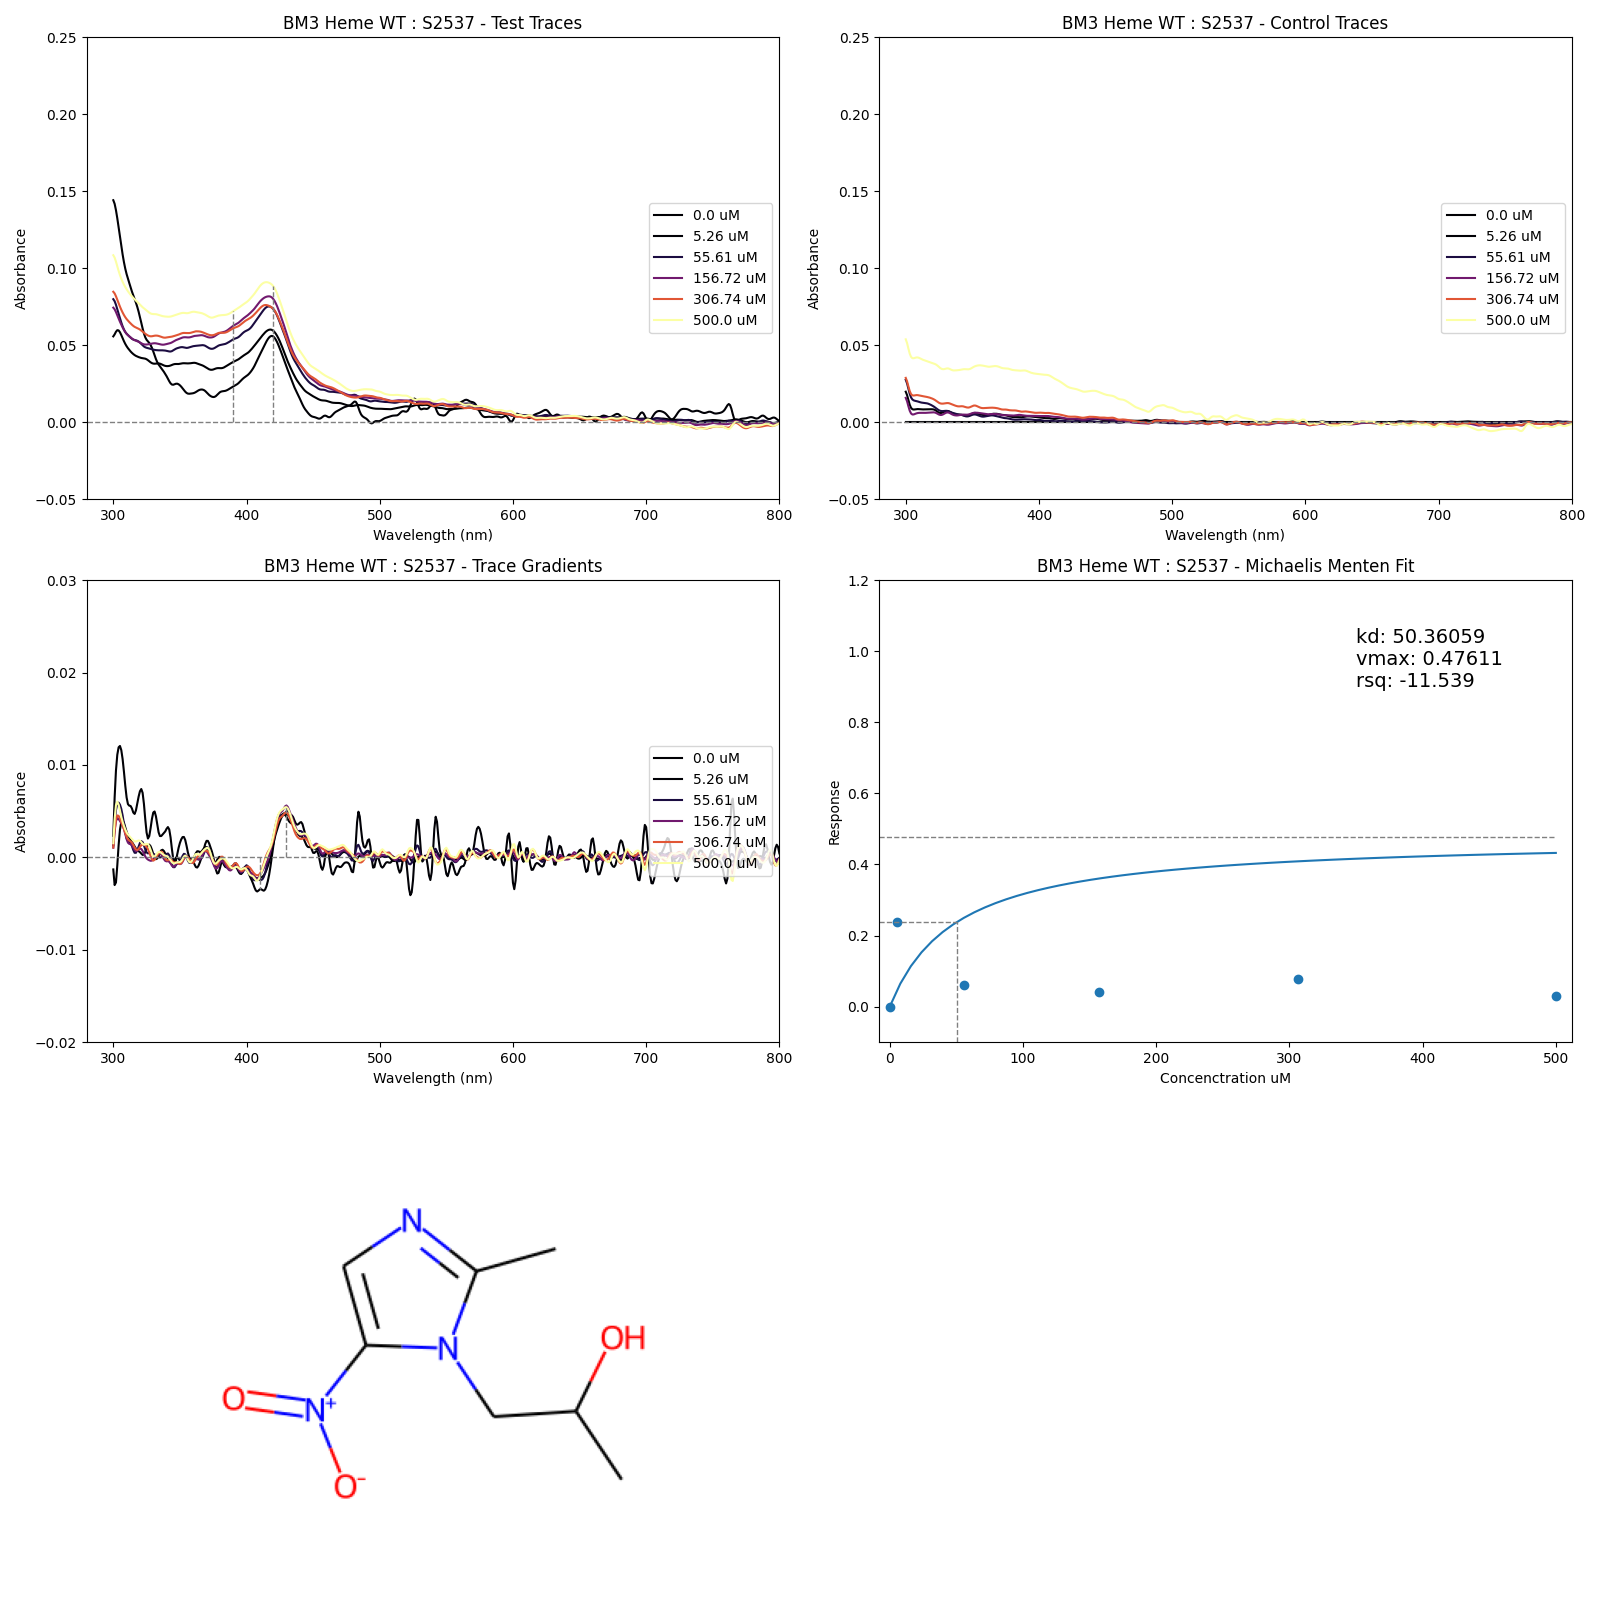 BM3 Heme WT : S2537 - Test Traces
0.25
0.20
0.15
0.10
0.05
0.00
−0.05
Absorbance
300 400 500 600 700 800
Wavelength (nm)
0.0 uM
5.26 uM
55.61 uM
156.72 uM
306.74 uM
500.0 uM
BM3 Heme WT : S2537 - Control Traces
0.25
0.20
0.15
0.10
0.05
0.00
−0.05
Absorbance
300 400 500 600 700 800
Wavelength (nm)
0.0 uM
5.26 uM
55.61 uM
156.72 uM
306.74 uM
500.0 uM
BM3 Heme WT : S2537 - Trace Gradients
0.03
0.02
0.01
0.00
−0.01
−0.02
Absorbance
300 400 500 600 700 800
Wavelength (nm)
0.0 uM
5.26 uM
55.61 uM
156.72 uM
306.74 uM
500.0 uM
BM3 Heme WT : S2537 - Michaelis Menten Fit
1.2
1.0
0.8
0.6
0.4
0.2
0.0
Response
0 100 200 300 400 500
Concenctration uM
kd: 50.36059
vmax: 0.47611
rsq: -11.539
N
N
OH
O
N+
O-